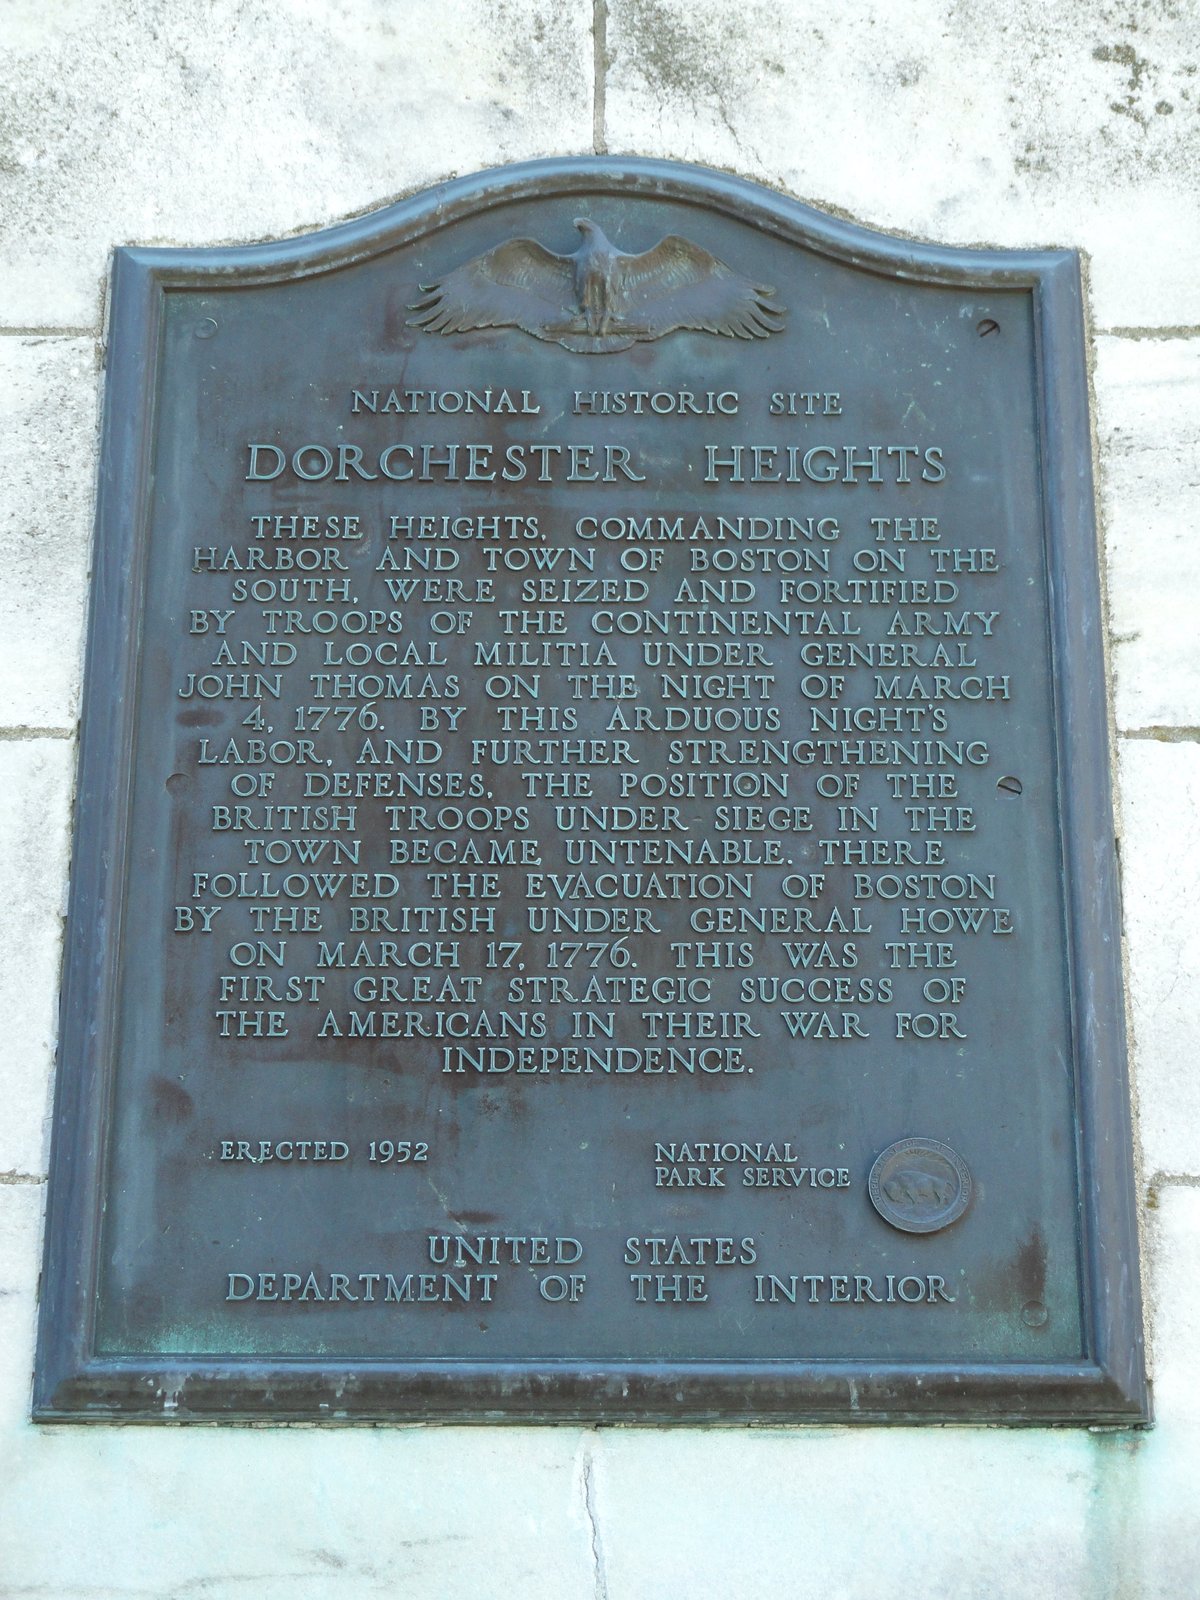 NATIONAL HISTORIC SITE
DORCHESTER HEIGHTS
THESE HEIGHTS, COMMANDING THE
HARBOR AND TOWN OF BOSTON ON THE
SOUTH, WERE SEIZED AND FORTIFIED
BY TROOPS OF THE CONTINENTAL ARMY
AND LOCAL MILITIA UNDER GENERAL
JOHN THOMAS ON THE NIGHT OF MARCH
4, 1776. BY THIS ARDUOUS NIGHT'S
LABOR, AND FURTHER STRENGTHENING
OF DEFENSES, THE POSITION OF THE
BRITISH TROOPS UNDER SIEGE IN THE
TOWN BECAME UNTENABLE. THERE
FOLLOWED THE EVACUATION OF BOSTON
BY THE BRITISH UNDER GENERAL HOWE
ON MARCH 17, 1776. THIS WAS THE
FIRST GREAT STRATEGIC SUCCESS OF
THE AMERICANS IN THEIR WAR FOR
INDEPENDENCE.
ERECTED 1952
NATIONAL
PARK SERVICE
UNITED STATES
DEPARTMENT OF THE INTERIOR